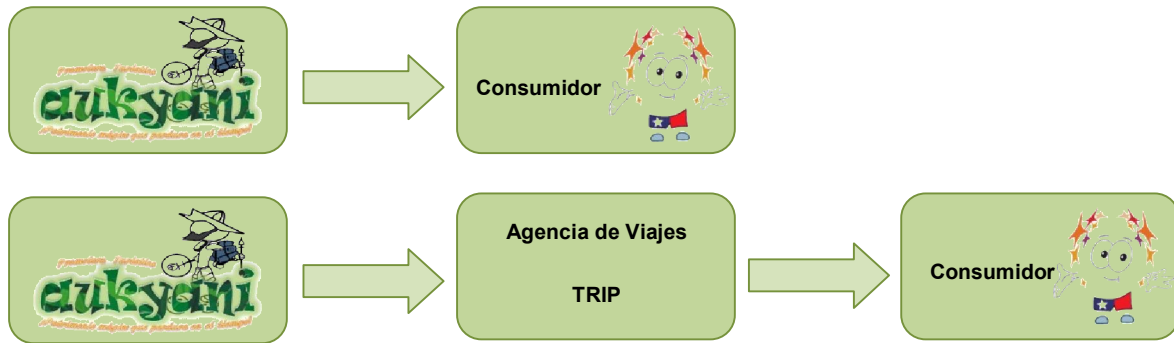 aukyani
Consumidor
aukyani
Agencia de Viajes
TRIP
Consumidor